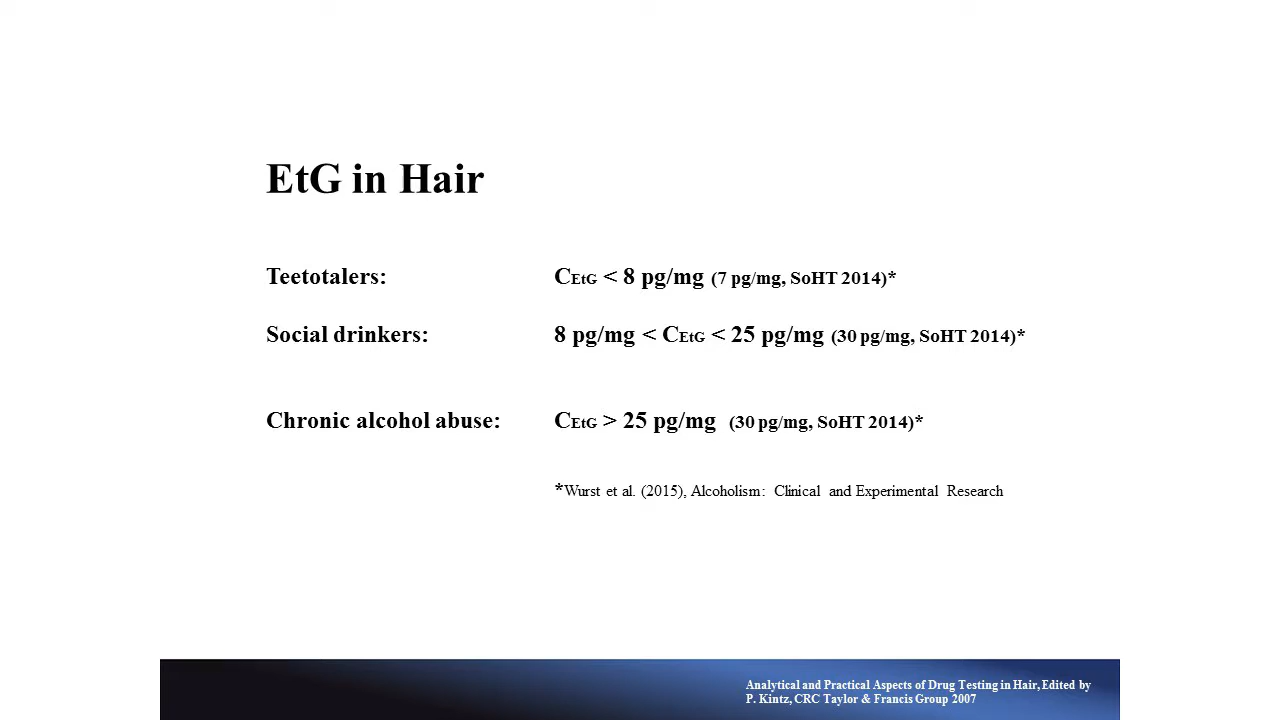 EtG in Hair
Teetotalers: CEtG < 8 pg/mg (7 pg/mg, SoHT 2014)*
Social drinkers: 8 pg/mg < CEtG < 25 pg/mg (30 pg/mg, SoHT 2014)*
Chronic alcohol abuse: CEtG > 25 pg/mg (30 pg/mg, SoHT 2014)*
*Wurst et al. (2015), Alcoholism: Clinical and Experimental Research
Analytical and Practical Aspects of Drug Testing in Hair, Edited by
P. Kintz, CRC Taylor & Francis Group 2007